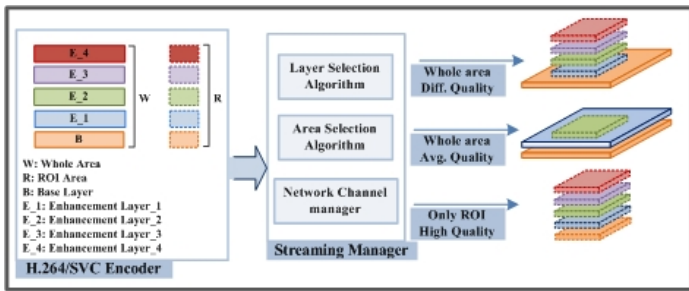 E_4
E_3
E_2
E_1
B
W
R
W: Whole Area
R: ROI Area
B: Base Layer
E_1: Enhancement Layer_1
E_2: Enhancement Layer_2
E_3: Enhancement Layer_3
E_4: Enhancement Layer_4
H.264/SVC Encoder
Layer Selection
Algorithm
Area Selection
Algorithm
Network Channel
manager
Streaming Manager
Whole area
Diff. Quality
Whole area
Avg. Quality
Only ROI
High Quality